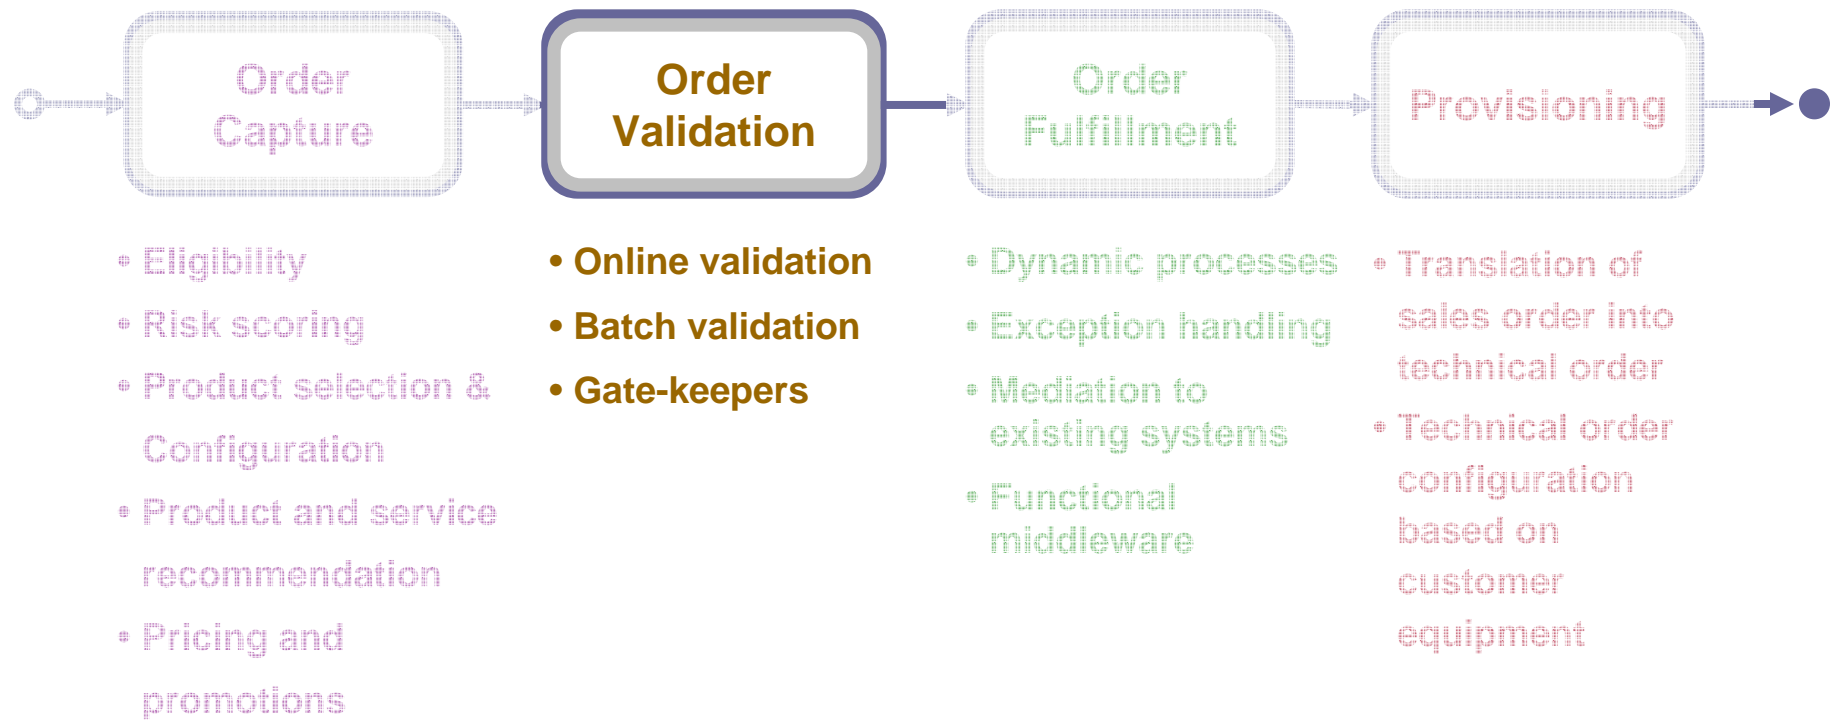 Order
Capture
Order
Validation
Order
Fulfillment
Provisioning
• Eligibility
• Risk scoring
• Product selection &
Configuration
• Product and service
recommendation
• Pricing and
promotions
• Online validation
• Batch validation
• Gate-keepers
• Dynamic processes
• Exception handling
• Mediation to
existing systems
• Functional
middleware
• Translation of
sales order into
technical order
• Technical order
configuration
based on
customer
equipment